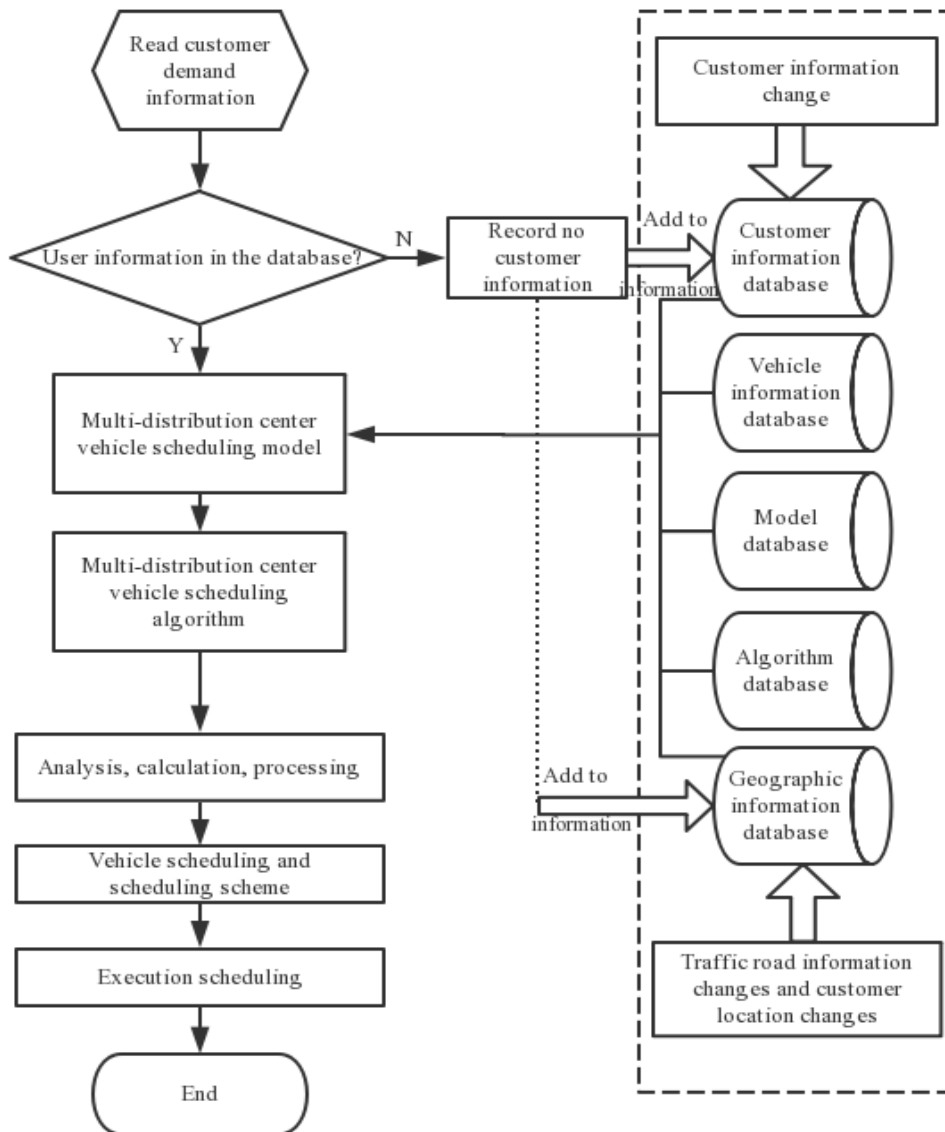 Read customer
demand
information
User information in the database?
N
Y
Record no
customer
information
Add to
information
Customer information
change
Customer
information
database
Vehicle
information
database
Model
database
Algorithm
database
Geographic
information
database
Add to
information
Traffic road information
changes and customer
location changes
Multi-distribution center
vehicle scheduling model
Multi-distribution center
vehicle scheduling
algorithm
Analysis, calculation, processing
Vehicle scheduling and
scheduling scheme
Execution scheduling
End